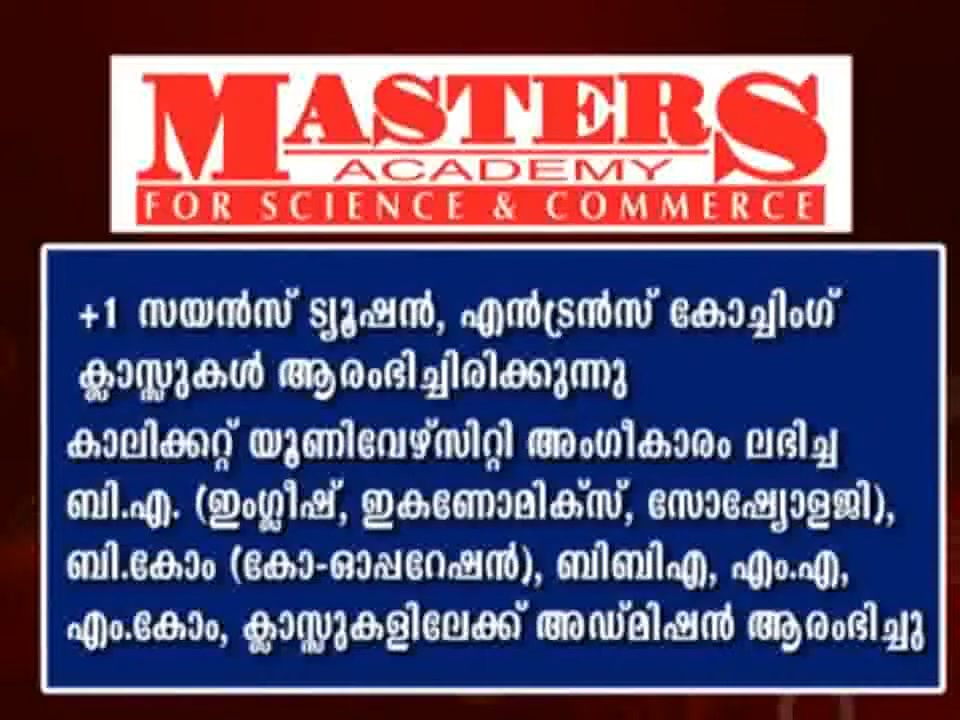 MASTERS
ACADEMY
FOR SCIENCE & COMMERCE
+1 സയൻസ് ട്യൂഷൻ, എൻട്രൻസ് കോച്ചിംഗ്
ക്ലാസ്സുകൾ ആരംഭിച്ചിരിക്കുന്നു
കാലിക്കറ്റ് യൂണിവേഴ്സിറ്റി അംഗീകാരം ലഭിച്ച
ബി.എ. (ഇംഗ്ലീഷ്, ഇകണോമിക്സ്, സോഷ്യോളജി),
ബി.കോം (കോ-ഓപ്പറേഷൻ), ബിബിഎ, എം.എ,
എം.കോം, ക്ലാസ്സുകളിലേക്ക് അഡ്മിഷൻ ആരംഭിച്ചു